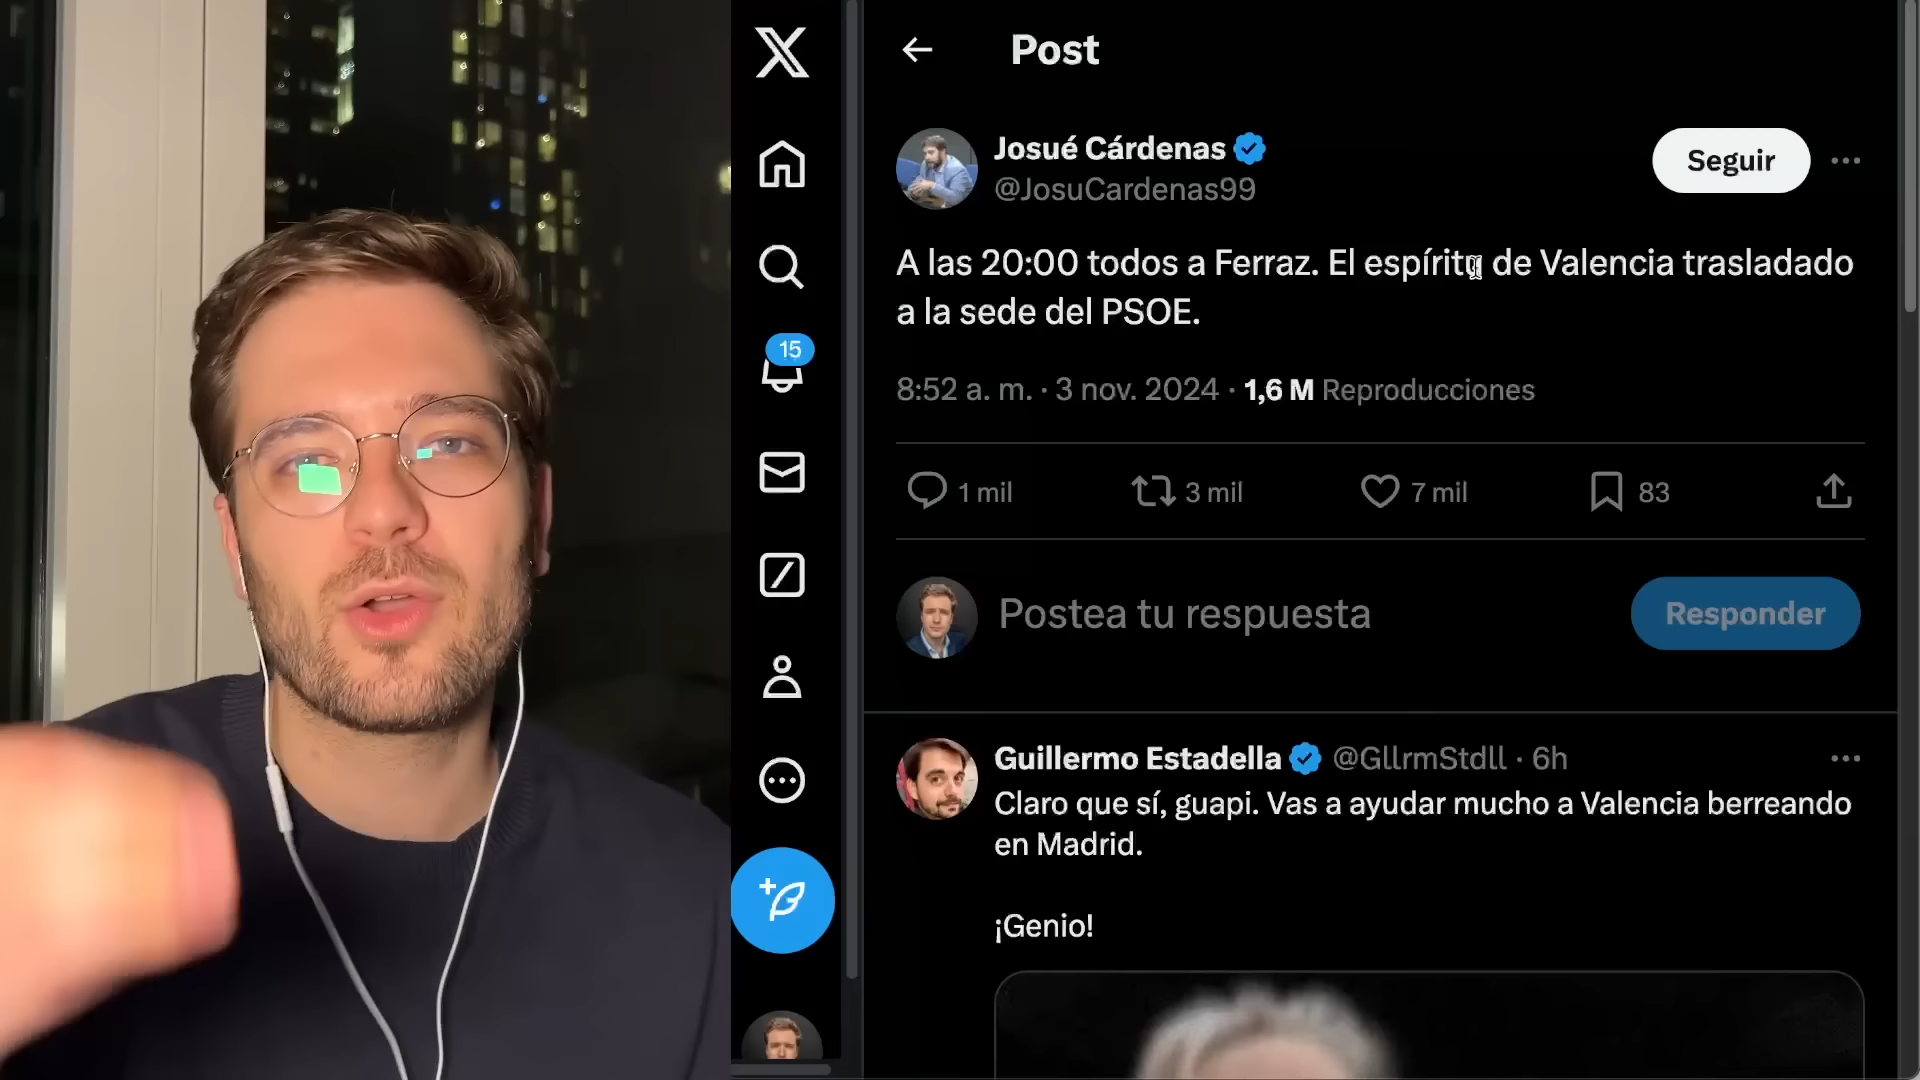 Post
Josué Cárdenas
@JosuCardenas99
Seguir
A las 20:00 todos a Ferraz. El espíritu de Valencia trasladado
a la sede del PSOE.
8:52 a. m. · 3 nov. 2024 · 1,6 M Reproducciones
15
1 mil
3 mil
7 mil
83
Postea tu respuesta
Responder
Guillermo Estadella @GllrmStdll · 6h
Claro que sí, guapi. Vas a ayudar mucho a Valencia berreando
en Madrid.
¡Genio!